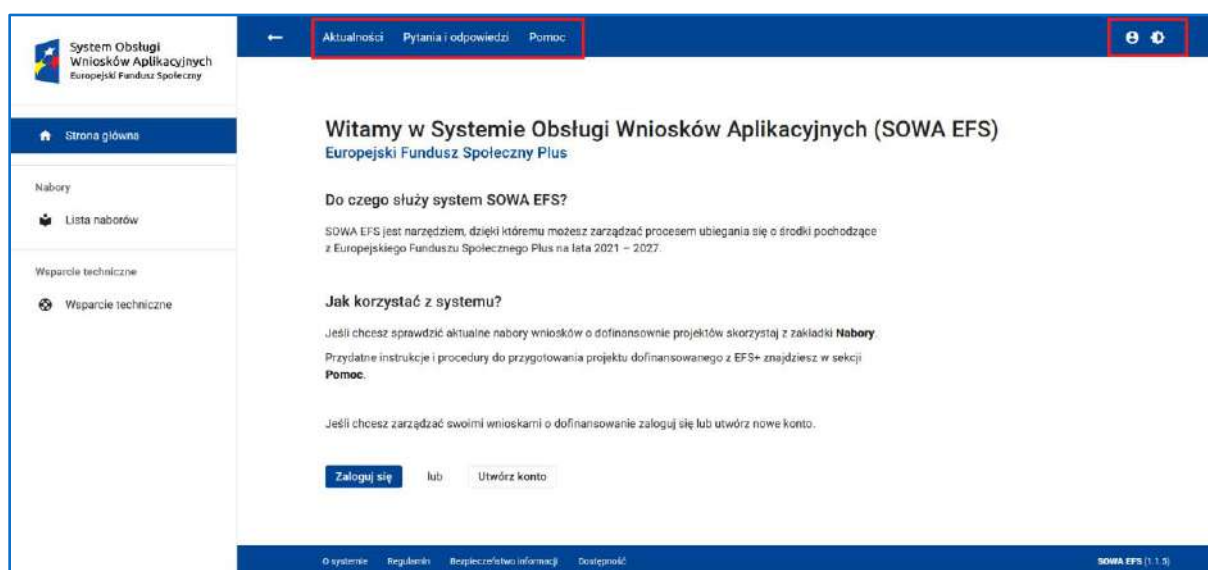 System Obsługi
Wniosków Aplikacyjnych
Europejski Fundusz Społeczny
Aktualności Pytania i odpowiedzi Pomoc
Strona główna
Nabory
Lista naborów
Wsparcie techniczne
Wsparcie techniczne
Witamy w Systemie Obsługi Wniosków Aplikacyjnych (SOWA EFS)
Europejski Fundusz Społeczny Plus
Do czego służy system SOWA EFS?
SOWA EFS jest narzędziem, dzięki któremu możesz zarządzać procesem ubiegania się o środki pochodzące
z Europejskiego Funduszu Społecznego Plus na lata 2021 – 2027.
Jak korzystać z systemu?
Jeśli chcesz sprawdzić aktualne nabory wniosków o dofinansownie projektów skorzystaj z zakładki Nabory.
Przydatne instrukcje i procedury do przygotowania projektu dofinansowanego z EFS+ znajdziesz w sekcji
Pomoc.
Jeśli chcesz zarządzać swoimi wnioskami o dofinansowanie zaloguj się lub utwórz nowe konto.
Zaloguj się lub Utwórz konto
O systemie Regulamin Bezpieczeństwo informacji Dostępność SOWA EFS (1.1.5)